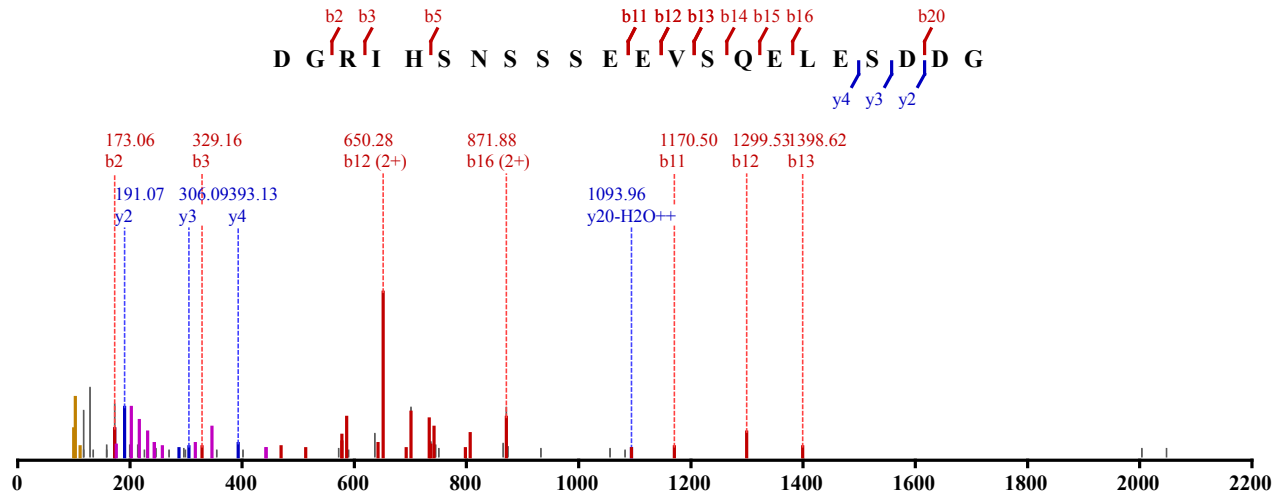 b2 b3 b5 b11 b12 b13 b14 b15 b16 b20
D G R I H S N S S S E E V S Q E L E S D D G
y4 y3 y2
173.06 329.16 650.28 871.88 1170.50 1299.53 1398.62
b2 b3 b12 (2+) b16 (2+) b11 b12 b13
191.07 306.09 393.13 1093.96
y2 y3 y4 y20-H2O++
0 200 400 600 800 1000 1200 1400 1600 1800 2000 2200